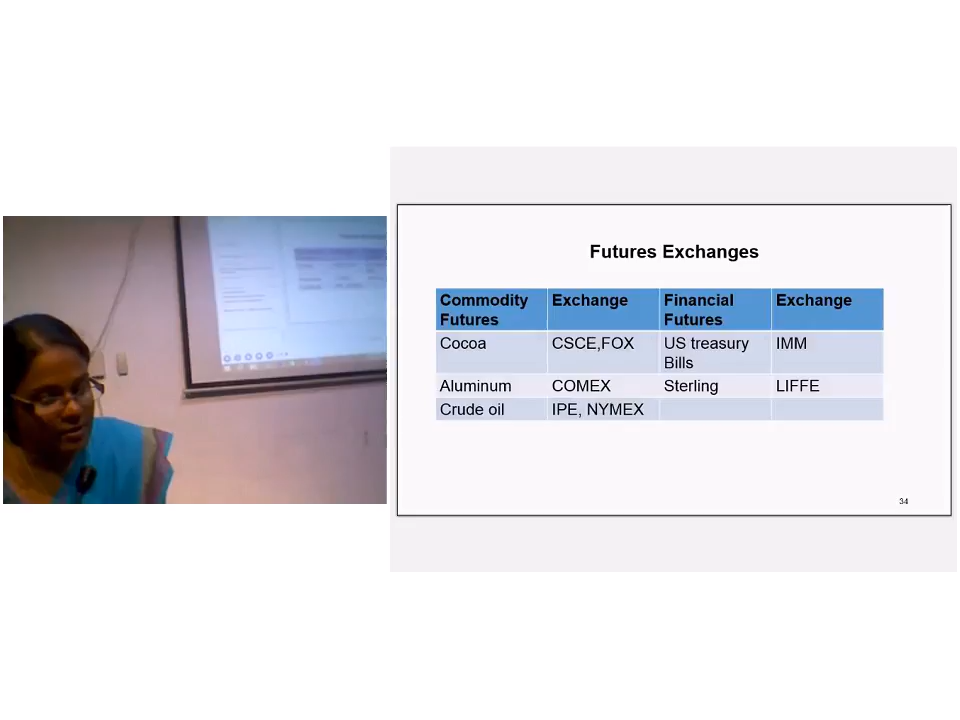 Futures Exchanges
Commodity Futures Exchange Financial Futures Exchange
Cocoa CSCE,FOX US treasury Bills IMM
Aluminum COMEX Sterling LIFFE
Crude oil IPE, NYMEX
34